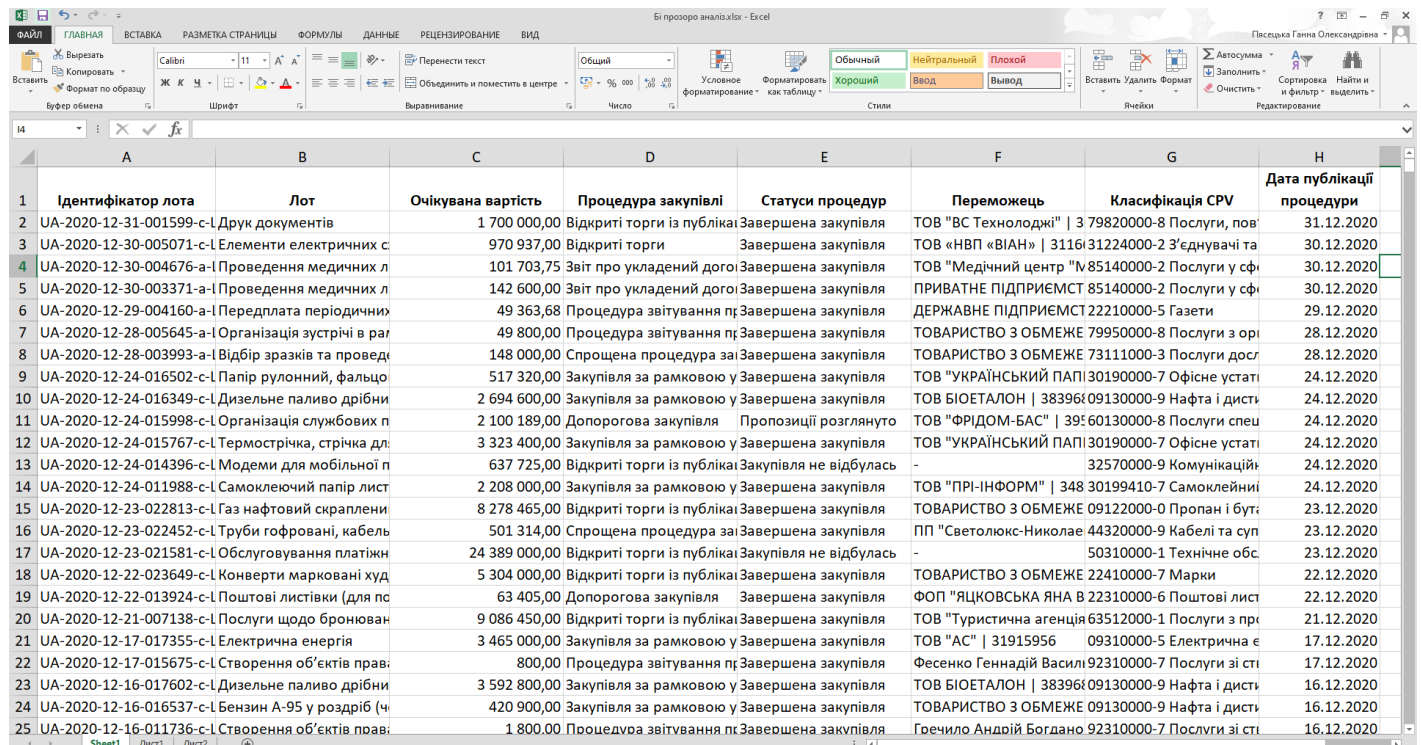 Бі прозоро аналіз.xlsx - Excel
ФАЙЛ ГЛАВНАЯ ВСТАВКА РАЗМЕТКА СТРАНИЦЫ ФОРМУЛЫ ДАННЫЕ РЕЦЕНЗИРОВАНИЕ ВИД Пясецька Ганна Олександрівна
Вставить Вырезать Копировать Формат по образцу
Calibri 11
Ж К Ч
Перенести текст
Объединить и поместить в центре
Общий
% 000
Условное форматирование Форматировать как таблицу
Обычный Нейтральный Плохой
Хороший Ввод Вывод
Вставить Удалить Формат
Автосумма Заполнить Очистить
Сортировка и фильтр Найти и выделить
Буфер обмена Шрифт Выравнивание Число Стили Ячейки Редактирование
I4 fx
A B C D E F G H
1 Ідентифікатор лота Лот Очікувана вартість Процедура закупівлі Статуси процедур Переможець Класифікація CPV Дата публікації процедури
2 UA-2020-12-31-001599-c-L Друк документів 1 700 000,00 Відкриті торги із публіка Завершена закупівля ТОВ "ВС Технолоджі" | 3 79820000-8 Послуги, пов' 31.12.2020
3 UA-2020-12-30-005071-c-L Елементи електричних с 970 937,00 Відкриті торги Завершена закупівля ТОВ «НВП «ВІАН» | 3116 31224000-2 З’єднувачі та 30.12.2020
4 UA-2020-12-30-004676-a-L Проведення медичних л 101 703,75 Звіт про укладений дого Завершена закупівля ТОВ "Медічний центр "М 85140000-2 Послуги у сф 30.12.2020
5 UA-2020-12-30-003371-a-L Проведення медичних л 142 600,00 Звіт про укладений дого Завершена закупівля ПРИВАТНЕ ПІДПРИЄМСТ 85140000-2 Послуги у сф 30.12.2020
6 UA-2020-12-29-004160-a-L Передплата періодичних 49 363,68 Процедура звітування п Завершена закупівля ДЕРЖАВНЕ ПІДПРИЄМСТ 22210000-5 Газети 29.12.2020
7 UA-2020-12-28-005645-a-L Організація зустрічі в ра 49 800,00 Процедура звітування п Завершена закупівля ТОВАРИСТВО З ОБМЕЖЕ 79950000-8 Послуги з ор 28.12.2020
8 UA-2020-12-28-003993-a-L Відбір зразків та провед 148 000,00 Спрощена процедура за Завершена закупівля ТОВАРИСТВО З ОБМЕЖЕ 73111000-3 Послуги дос 28.12.2020
9 UA-2020-12-24-016502-c-L Папір рулонний, фальцо 517 320,00 Закупівля за рамковою у Завершена закупівля ТОВ "УКРАЇНСЬКИЙ ПАП 30190000-7 Офісне устат 24.12.2020
10 UA-2020-12-24-016349-c-L Дизельне паливо дрібни 2 694 600,00 Закупівля за рамковою у Завершена закупівля ТОВ БІОЕТАЛОН | 38396 09130000-9 Нафта і дисти 24.12.2020
11 UA-2020-12-24-015998-c-L Організація службових п 2 100 189,00 Допорогова закупівля Пропозиції розглянуто ТОВ "ФРІДОМ-БАС" | 395 60130000-8 Послуги спец 24.12.2020
12 UA-2020-12-24-015767-c-L Термострічка, стрічка дл 3 323 400,00 Закупівля за рамковою у Завершена закупівля ТОВ "УКРАЇНСЬКИЙ ПАП 30190000-7 Офісне устат 24.12.2020
13 UA-2020-12-24-014396-c-L Модеми для мобільної п 637 725,00 Відкриті торги із публіка Закупівля не відбулась - 32570000-9 Комунікацій 24.12.2020
14 UA-2020-12-24-011988-c-L Самоклеючий папір лист 2 208 000,00 Закупівля за рамковою у Завершена закупівля ТОВ "ПРІ-ІНФОРМ" | 348 30199410-7 Самоклейни 24.12.2020
15 UA-2020-12-23-022813-c-L Газ нафтовий скраплени 8 278 465,00 Відкриті торги із публіка Завершена закупівля ТОВАРИСТВО З ОБМЕЖЕ 09122000-0 Пропан і бута 23.12.2020
16 UA-2020-12-23-022452-c-L Труби гофровані, кабель 501 314,00 Спрощена процедура за Завершена закупівля ПП "Светолюкс-Николае 44320000-9 Кабелі та суп 23.12.2020
17 UA-2020-12-23-021581-c-L Обслуговування платіжн 24 389 000,00 Відкриті торги із публіка Закупівля не відбулась - 50310000-1 Технічне обс 23.12.2020
18 UA-2020-12-22-023649-c-L Конверти марковані худ 5 304 000,00 Відкриті торги із публіка Завершена закупівля ТОВАРИСТВО З ОБМЕЖЕ 22410000-7 Марки 22.12.2020
19 UA-2020-12-22-013924-c-L Поштові листівки (для по 63 405,00 Допорогова закупівля Завершена закупівля ФОП "ЯЦКОВСЬКА ЯНА В 22310000-6 Поштові лист 22.12.2020
20 UA-2020-12-21-007138-c-L Послуги щодо бронюван 9 086 450,00 Відкриті торги із публіка Завершена закупівля ТОВ "Туристична агенція 63512000-1 Послуги з про 21.12.2020
21 UA-2020-12-17-017355-c-L Електрична енергія 3 465 000,00 Закупівля за рамковою у Завершена закупівля ТОВ "АС" | 31915956 09310000-5 Електрична е 17.12.2020
22 UA-2020-12-17-015675-c-L Створення об’єктів прав 800,00 Процедура звітування п Завершена закупівля Фесенко Геннадій Васил 92310000-7 Послуги зі ст 17.12.2020
23 UA-2020-12-16-017602-c-L Дизельне паливо дрібни 3 592 800,00 Закупівля за рамковою у Завершена закупівля ТОВ БІОЕТАЛОН | 38396 09130000-9 Нафта і дисти 16.12.2020
24 UA-2020-12-16-016537-c-L Бензин А-95 у роздріб (ч 420 900,00 Закупівля за рамковою у Завершена закупівля ТОВАРИСТВО З ОБМЕЖЕ 09130000-9 Нафта і дисти 16.12.2020
25 UA-2020-12-16-011736-c-L Створення об’єктів прав 1 800,00 Процедура звітування п Завершена закупівля Гречило Андрій Богдано 92310000-7 Послуги зі ст 16.12.2020
Sheet1 Лист1 Лист2